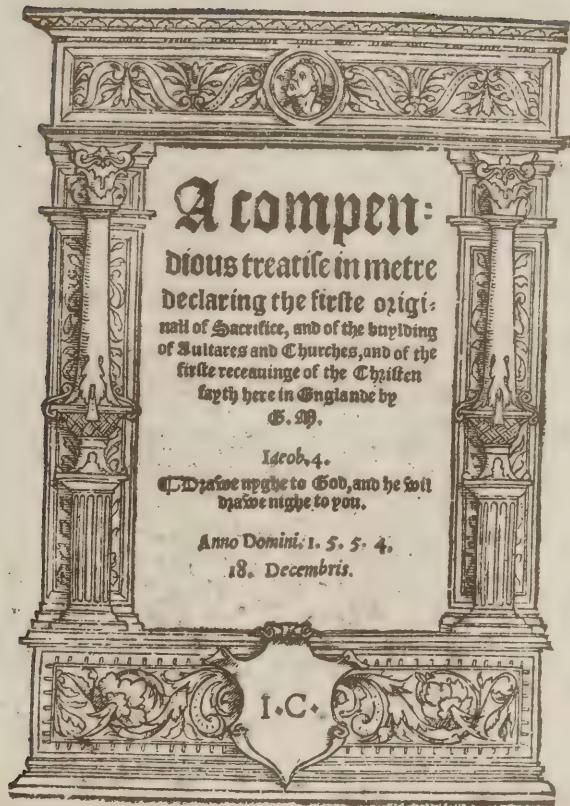 A compen=
dious treatise in metre
declaring the firste origi=
nall of Sacrifice, and of the buylding
of Aultares and Churches, and of the
firste receauinge of the Christen
fayth here in Englande by
G. M.
Iacob. 4.
¶ Drawe nyghe to God, and he wil
drawe nighe to you.
Anno Domini. 1. 5. 5. 4.
18. Decembris.
I.C.